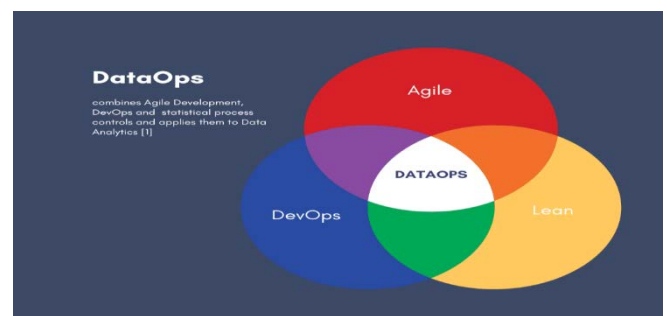 DataOps
combines Agile Development,
DevOps and statistical process
controls and applies them to Data
Analytics [1]
Agile
DATAOPS
DevOps
Lean